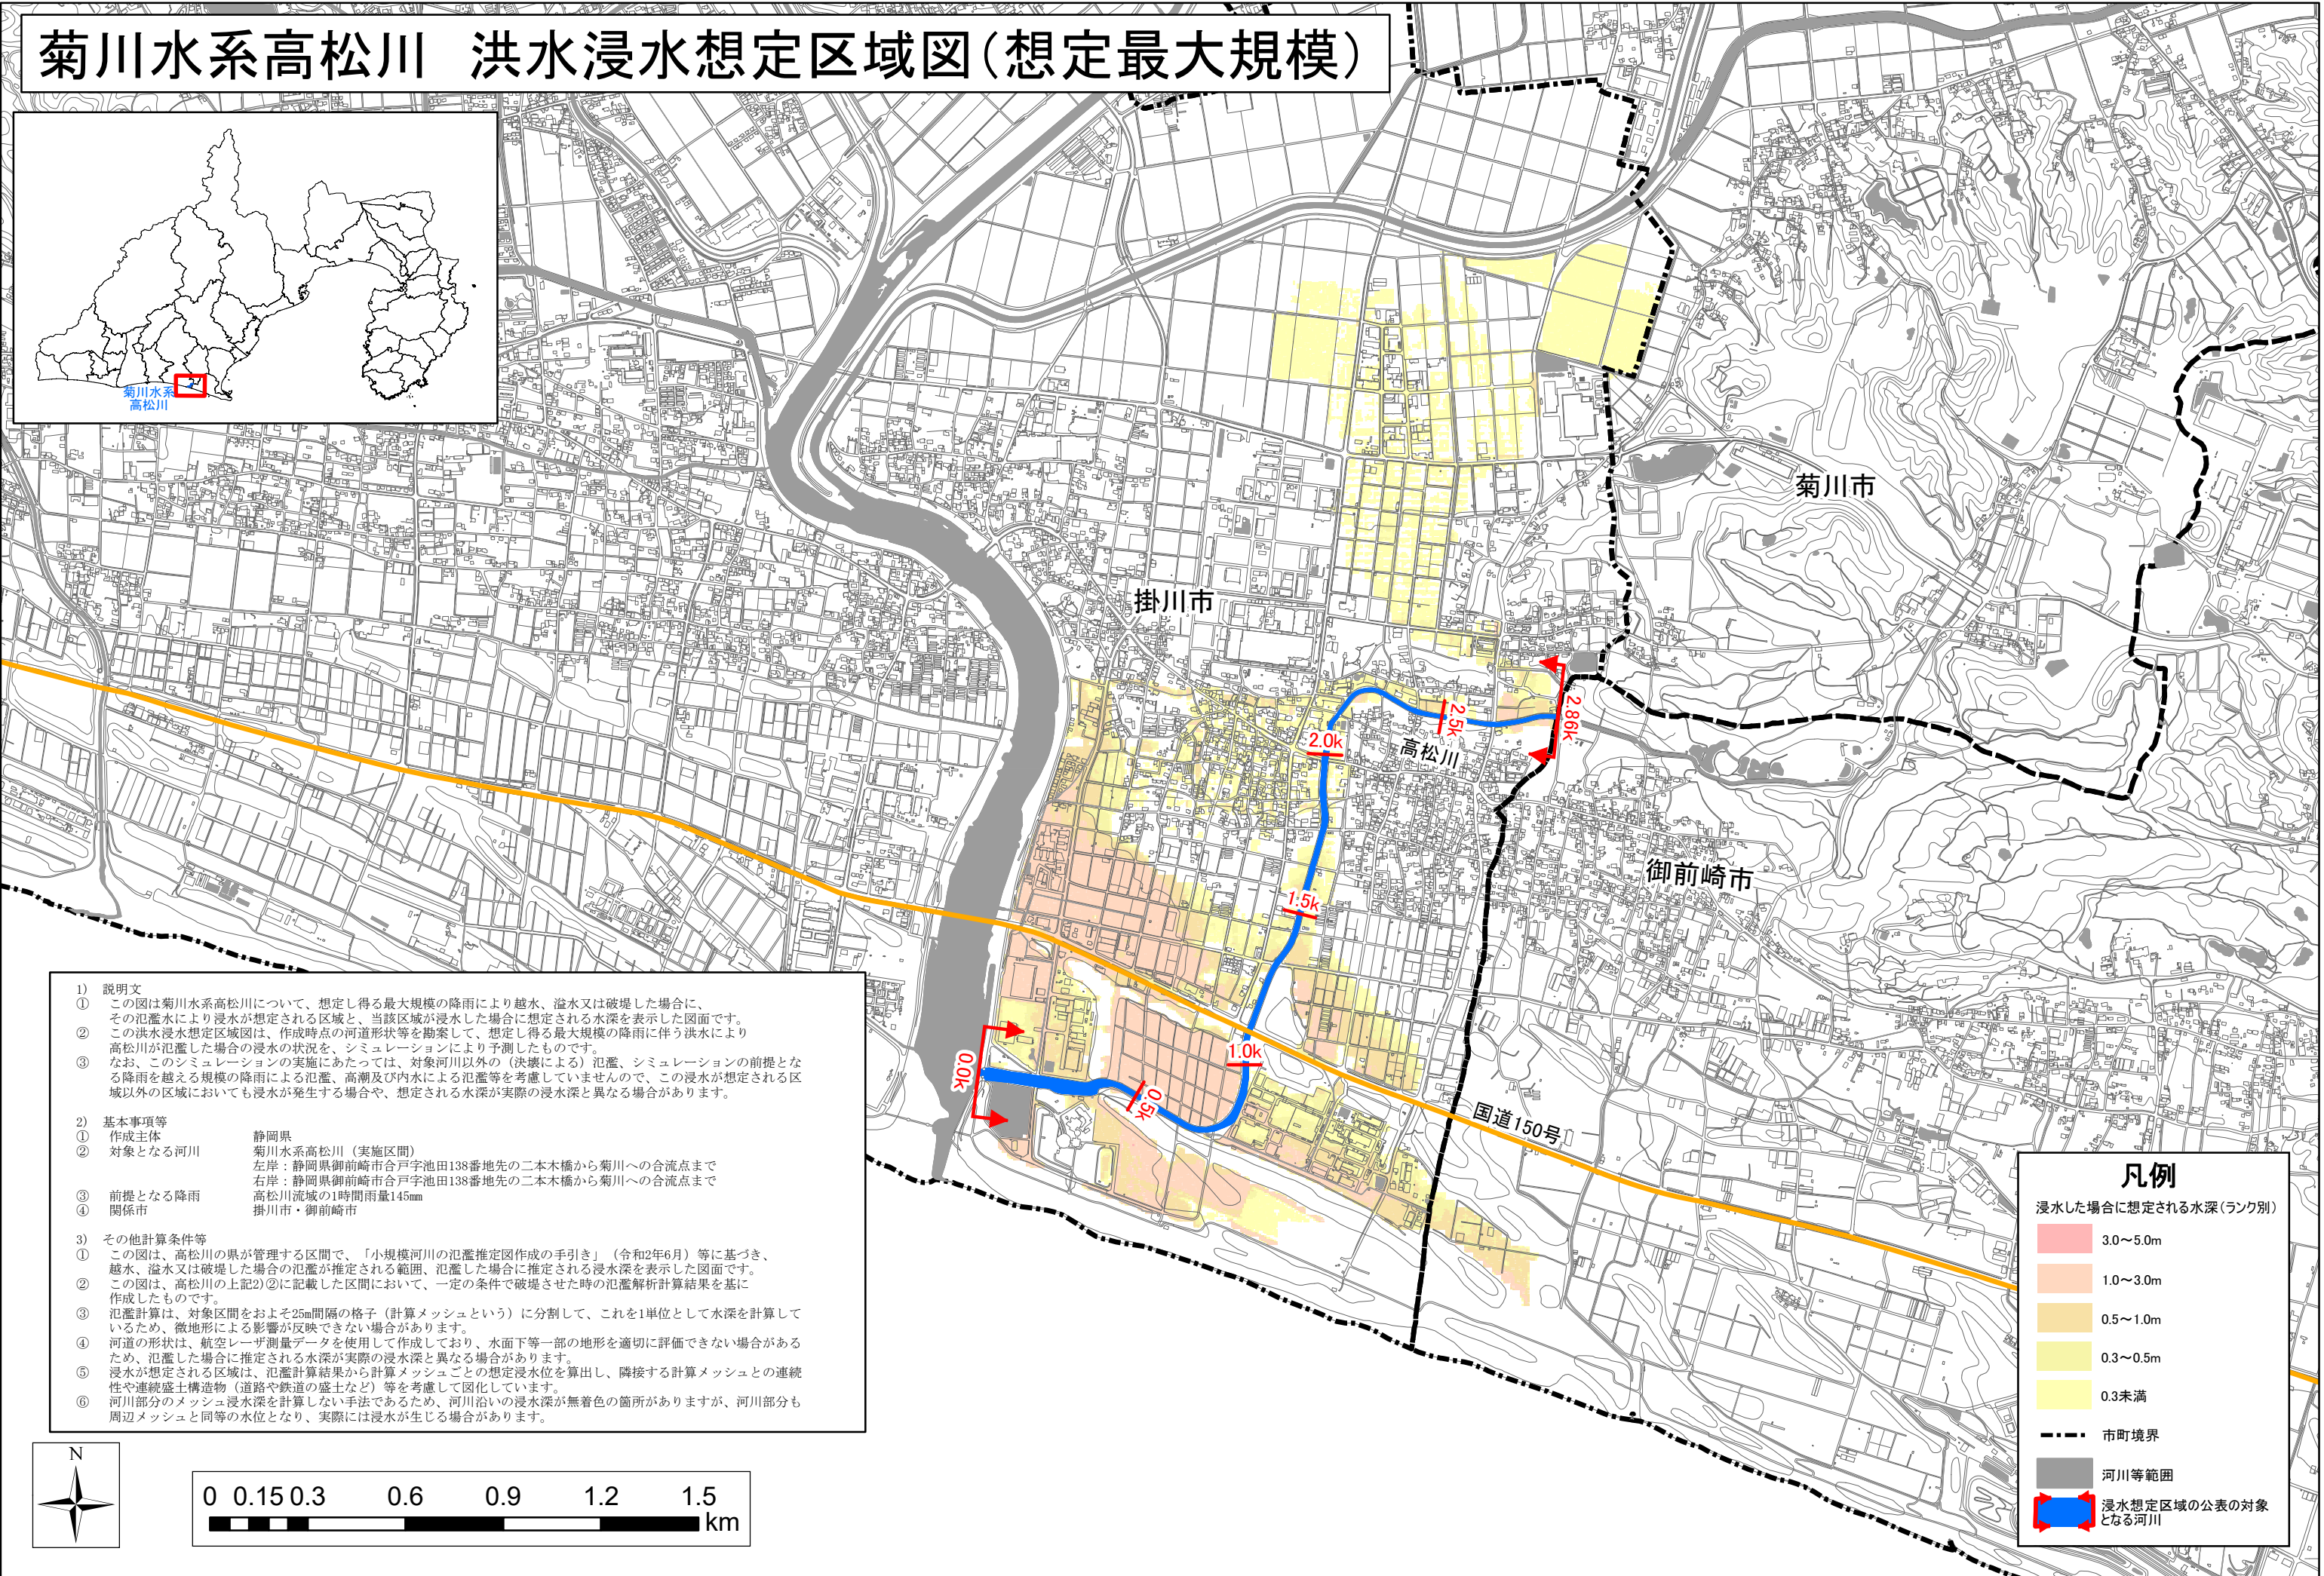 菊川水系高松川　洪水浸水想定区域図(想定最大規模)
菊川水系
高松川
菊川市
掛川市
御前崎市
高松川
国道150号
2.86k
2.5k
2.0k
1.5k
1.0k
0.5k
0.0k
1)　説明文
①　この図は菊川水系高松川について、想定し得る最大規模の降雨により越水、溢水又は破堤した場合に、
その氾濫水により浸水が想定される区域と、当該区域が浸水した場合に想定される水深を表示した図面です。
②　この洪水浸水想定区域図は、作成時点の河道形状等を勘案して、想定し得る最大規模の降雨に伴う洪水により
高松川が氾濫した場合の浸水の状況を、シミュレーションにより予測したものです。
③　なお、このシミュレーションの実施にあたっては、対象河川以外の（決壊による）氾濫、シミュレーションの前提とな
る降雨を越える規模の降雨による氾濫、高潮及び内水による氾濫等を考慮していませんので、この浸水が想定される区
域以外の区域においても浸水が発生する場合や、想定される水深が実際の浸水深と異なる場合があります。
2)　基本事項等
①　作成主体　静岡県
②　対象となる河川　菊川水系高松川（実施区間）
左岸：静岡県御前崎市合戸字池田138番地先の二本木橋から菊川への合流点まで
右岸：静岡県御前崎市合戸字池田138番地先の二本木橋から菊川への合流点まで
③　前提となる降雨　高松川流域の1時間雨量145mm
④　関係市　掛川市・御前崎市
3)　その他計算条件等
①　この図は、高松川の県が管理する区間で、「小規模河川の氾濫推定図作成の手引き」（令和2年6月）等に基づき、
越水、溢水又は破堤した場合の氾濫が推定される範囲、氾濫した場合に推定される浸水深を表示した図面です。
②　この図は、高松川の上記2)②に記載した区間において、一定の条件で破堤させた時の氾濫解析計算結果を基に
作成したものです。
③　氾濫計算は、対象区間をおよそ25m間隔の格子（計算メッシュという）に分割して、これを1単位として水深を計算して
いるため、微地形による影響が反映できない場合があります。
④　河道の形状は、航空レーザ測量データを使用して作成しており、水面下等一部の地形を適切に評価できない場合がある
ため、氾濫した場合に推定される水深が実際の浸水深と異なる場合があります。
⑤　浸水が想定される区域は、氾濫計算結果から計算メッシュごとの想定浸水位を算出し、隣接する計算メッシュとの連続
性や連続盛土構造物（道路や鉄道の盛土など）等を考慮して図化しています。
⑥　河川部分のメッシュ浸水深を計算しない手法であるため、河川沿いの浸水深が無着色の箇所がありますが、河川部分も
周辺メッシュと同等の水位となり、実際には浸水が生じる場合があります。
N
0 0.15 0.3 0.6 0.9 1.2 1.5
km
凡例
浸水した場合に想定される水深(ランク別)
3.0～5.0m
1.0～3.0m
0.5～1.0m
0.3～0.5m
0.3未満
市町境界
河川等範囲
浸水想定区域の公表の対象
となる河川